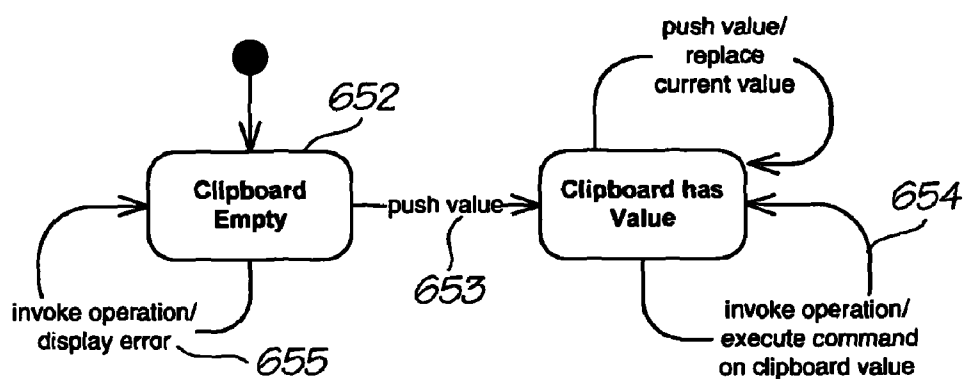 push value/
replace
current value
652
Clipboard
Empty
push value
Clipboard has
Value
654
653
invoke operation/
display error
655
invoke operation/
execute command
on clipboard value